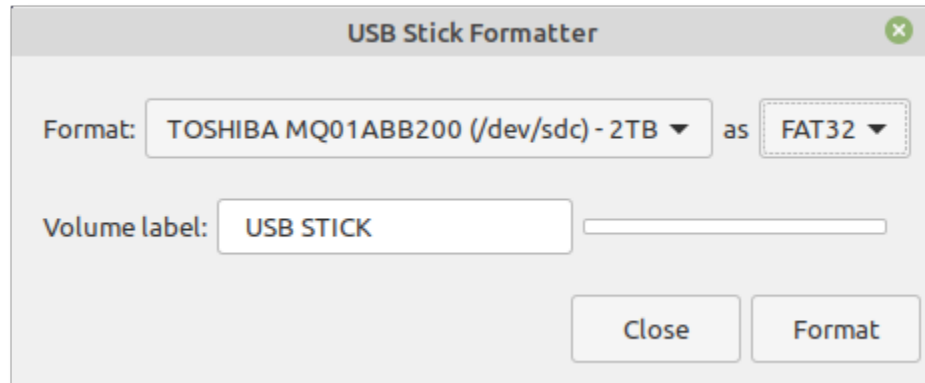 USB Stick Formatter
Format: TOSHIBA MQ01ABB200 (/dev/sdc) - 2TB as FAT32
Volume label: USB STICK
Close Format